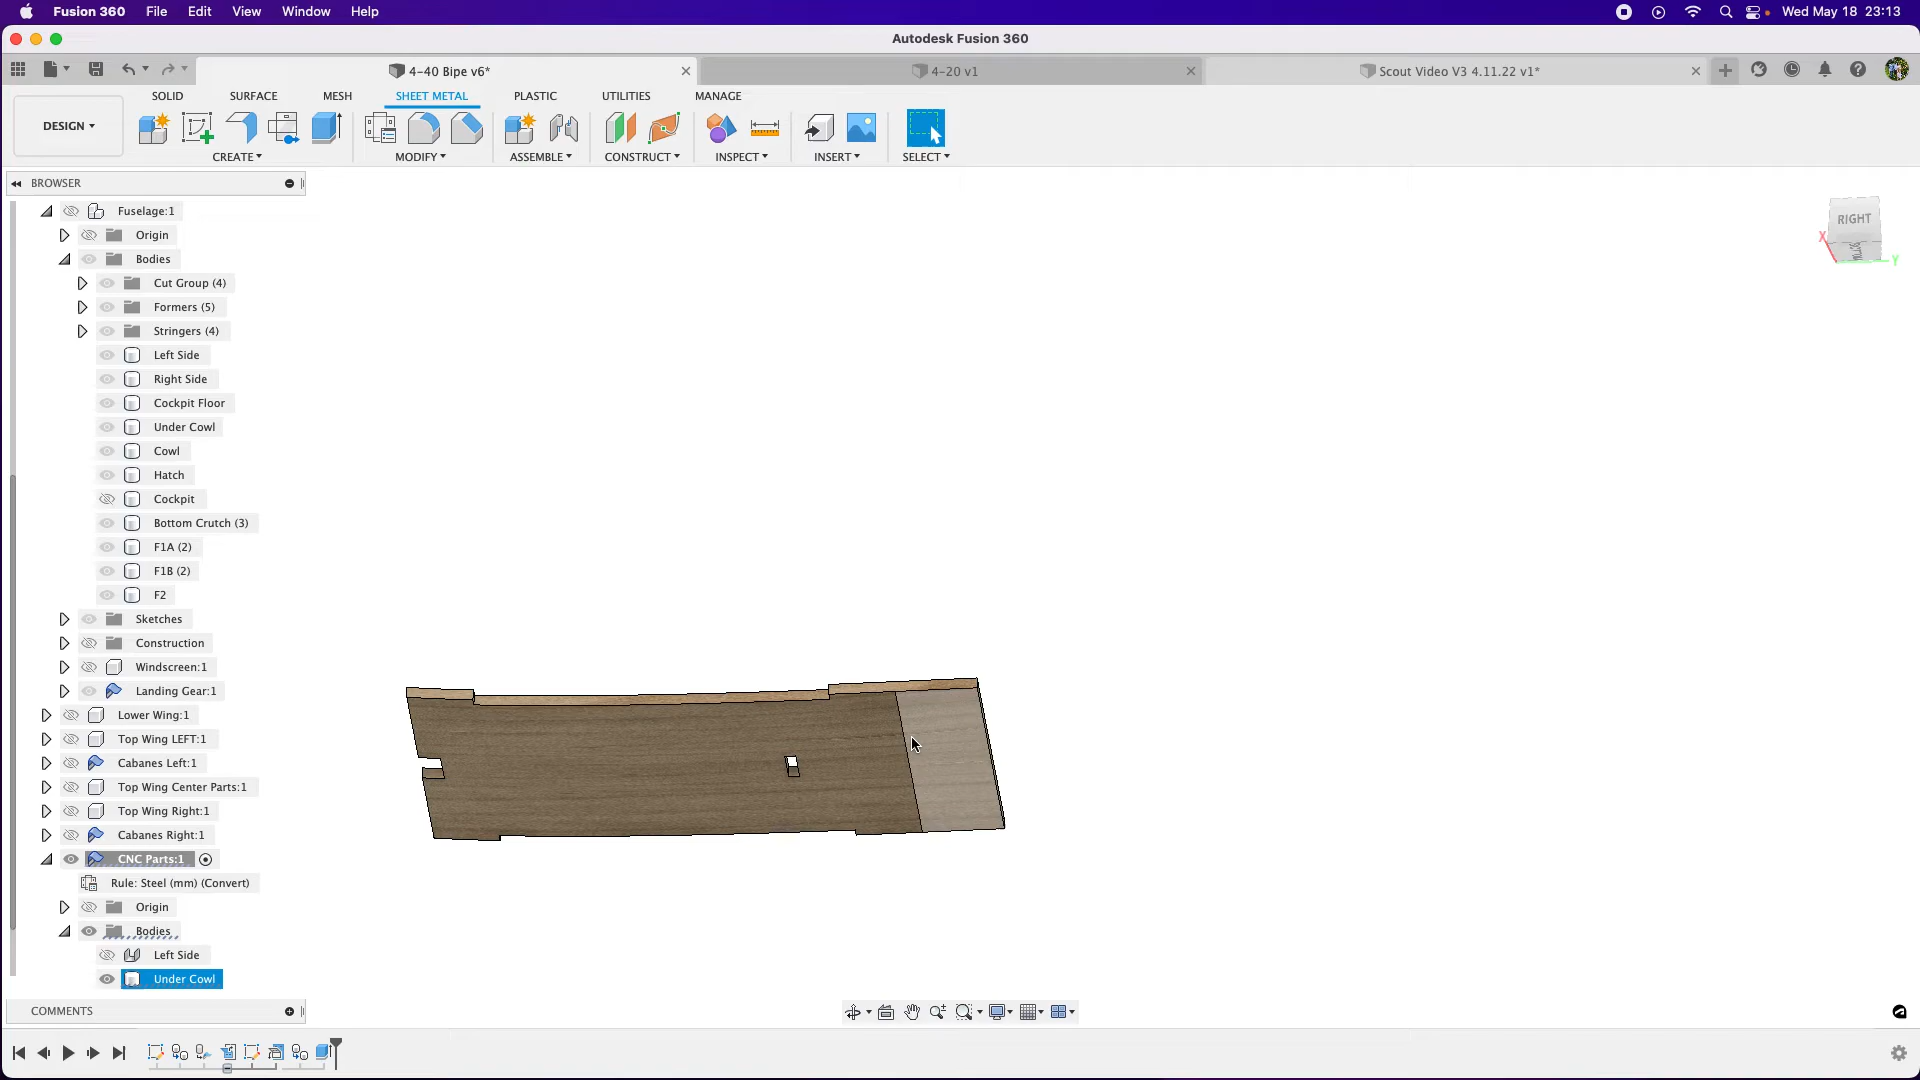 Fusion 360 File Edit View Window Help Wed May 18 23:13
Autodesk Fusion 360
4-40 Bipe v6* 4-20 v1 Scout Video V3 4.11.22 v1*
SOLID SURFACE MESH SHEET METAL PLASTIC UTILITIES MANAGE
DESIGN
CREATE MODIFY ASSEMBLE CONSTRUCT INSPECT INSERT SELECT
BROWSER
Fuselage:1
Origin
Bodies
Cut Group (4)
Formers (5)
Stringers (4)
Left Side
Right Side
Cockpit Floor
Under Cowl
Cowl
Hatch
Cockpit
Bottom Crutch (3)
F1A (2)
F1B (2)
F2
Sketches
Construction
Windscreen:1
Landing Gear:1
Lower Wing:1
Top Wing LEFT:1
Cabanes Left:1
Top Wing Center Parts:1
Top Wing Right:1
Cabanes Right:1
CNC Parts:1
Rule: Steel (mm) (Convert)
Origin
Bodies
Left Side
Under Cowl
COMMENTS
RIGHT
X
Y